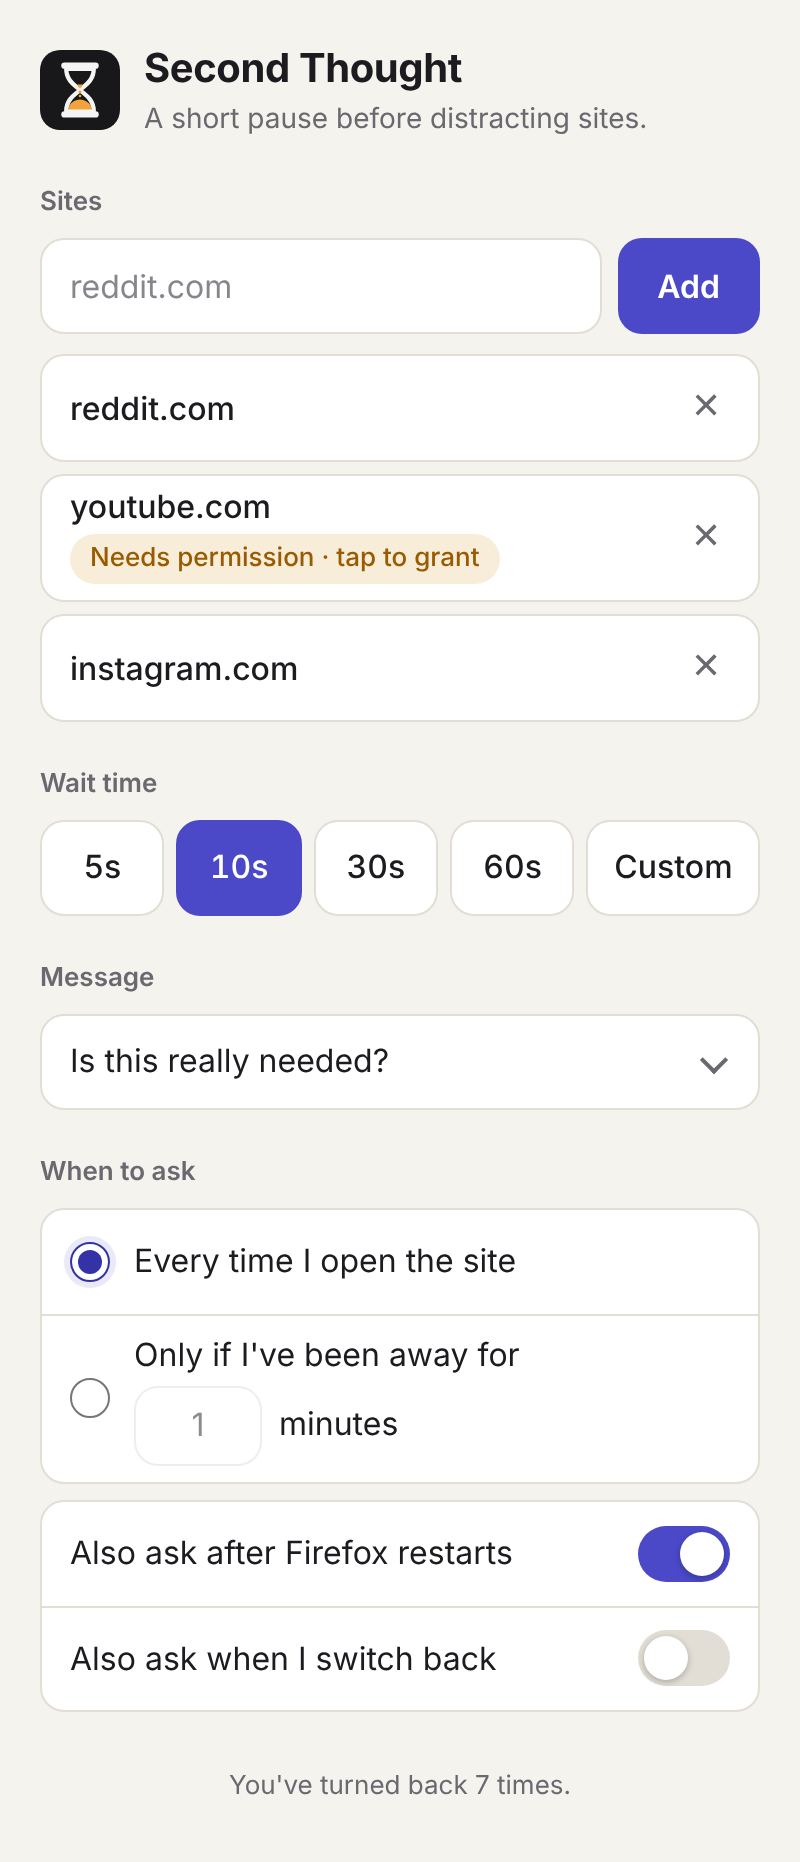 Second Thought
A short pause before distracting sites.
Sites
reddit.com
Add
reddit.com
youtube.com
Needs permission · tap to grant
instagram.com
Wait time
5s 10s 30s 60s Custom
Message
Is this really needed?
When to ask
Every time I open the site
Only if I've been away for
1 minutes
Also ask after Firefox restarts
Also ask when I switch back
You've turned back 7 times.